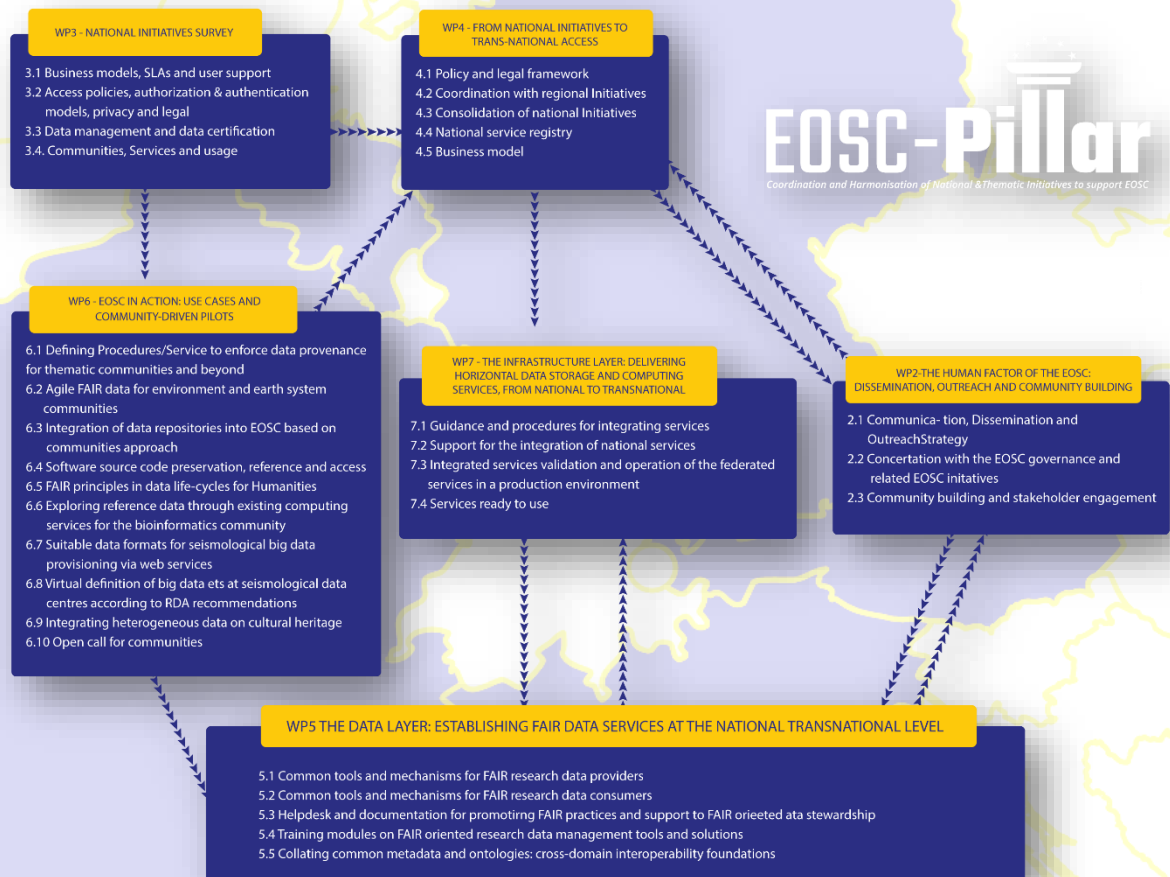 WP3 - NATIONAL INITIATIVES SURVEY
3.1 Business models, SLAs and user support
3.2 Access policies, authorization & authentication
models, privacy and legal
3.3 Data management and data certification
3.4. Communities, Services and usage
WP4 - FROM NATIONAL INITIATIVES TO
TRANS-NATIONAL ACCESS
4.1 Policy and legal framework
4.2 Coordination with regional Initiatives
4.3 Consolidation of national Initiatives
4.4 National service registry
4.5 Business model
EOSC-Pillar
Coordination and Harmonisation of National &Thematic Initiatives to support EOSC
WP6 - EOSC IN ACTION: USE CASES AND
COMMUNITY-DRIVEN PILOTS
6.1 Defining Procedures/Service to enforce data provenance
for thematic communities and beyond
6.2 Agile FAIR data for environment and earth system
communities
6.3 Integration of data repositories into EOSC based on
communities approach
6.4 Software source code preservation, reference and access
6.5 FAIR principles in data life-cycles for Humanities
6.6 Exploring reference data through existing computing
services for the bioinformatics community
6.7 Suitable data formats for seismological big data
provisioning via web services
6.8 Virtual definition of big data ets at seismological data
centres according to RDA recommendations
6.9 Integrating heterogeneous data on cultural heritage
6.10 Open call for communities
WP7 - THE INFRASTRUCTURE LAYER: DELIVERING
HORIZONTAL DATA STORAGE AND COMPUTING
SERVICES, FROM NATIONAL TO TRANSNATIONAL
7.1 Guidance and procedures for integrating services
7.2 Support for the integration of national services
7.3 Integrated services validation and operation of the federated
services in a production environment
7.4 Services ready to use
WP2-THE HUMAN FACTOR OF THE EOSC:
DISSEMINATION, OUTREACH AND COMMUNITY BUILDING
2.1 Communica- tion, Dissemination and
OutreachStrategy
2.2 Concertation with the EOSC governance and
related EOSC initatives
2.3 Community building and stakeholder engagement
WP5 THE DATA LAYER: ESTABLISHING FAIR DATA SERVICES AT THE NATIONAL TRANSNATIONAL LEVEL
5.1 Common tools and mechanisms for FAIR research data providers
5.2 Common tools and mechanisms for FAIR research data consumers
5.3 Helpdesk and documentation for promotirng FAIR practices and support to FAIR orieeted ata stewardship
5.4 Training modules on FAIR oriented research data management tools and solutions
5.5 Collating common metadata and ontologies: cross-domain interoperability foundations